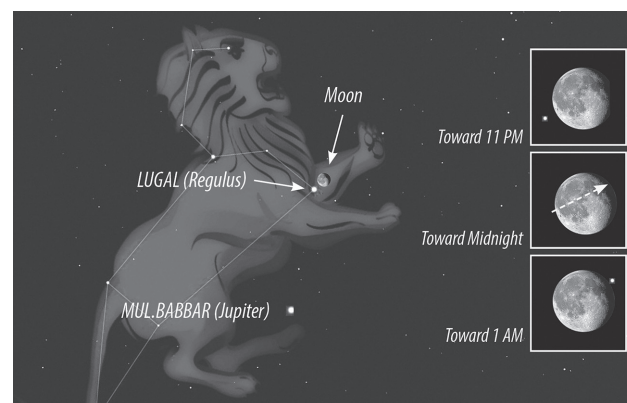 Moon
LUGAL (Regulus)
MUL.BABBAR (Jupiter)
Toward 11 PM
Toward Midnight
Toward 1 AM